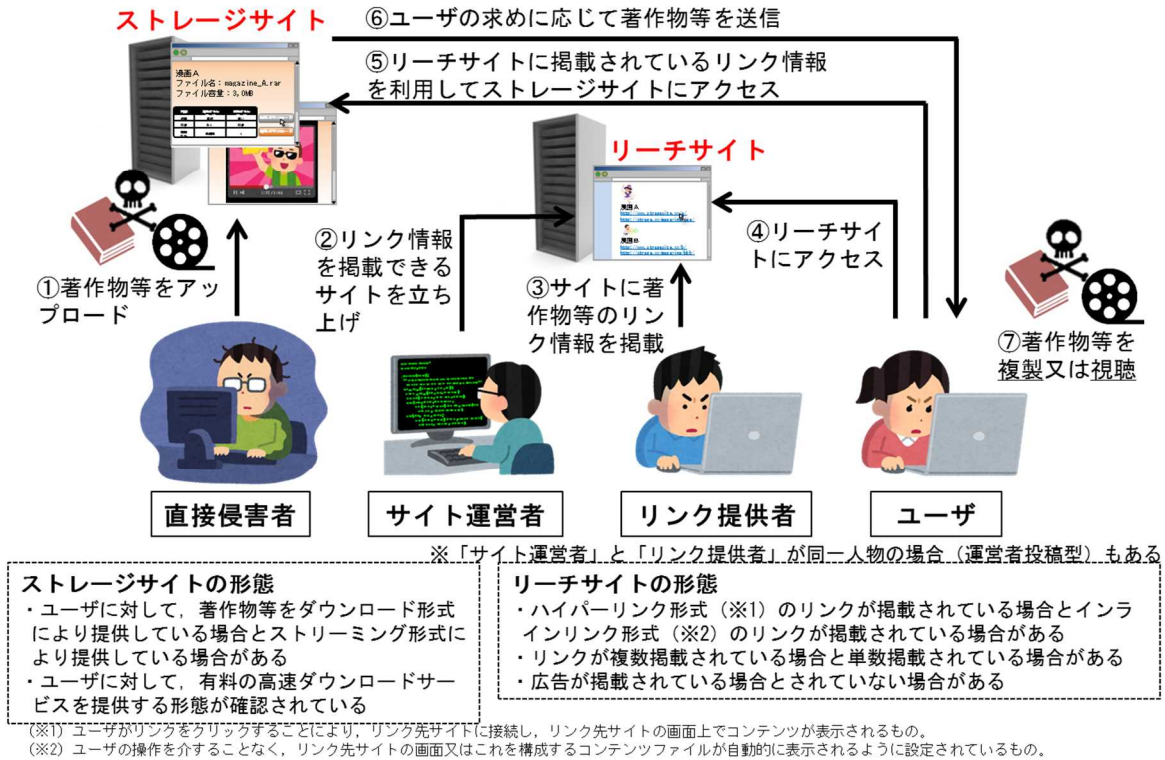 ストレージサイト
⑥ユーザの求めに応じて著作物等を送信
⑤リーチサイトに掲載されているリンク情報
を利用してストレージサイトにアクセス
漫画A
ファイル名:magazine_A.rar
ファイル容量:3,0MB
リーチサイト
漫画A
漫画B
①著作物等をアッ
プロード
②リンク情報
を掲載できる
サイトを立ち
上げ
③サイトに著
作物等のリン
ク情報を掲載
④リーチサイ
トにアクセス
⑦著作物等を
複製又は視聴
直接侵害者
サイト運営者
リンク提供者
ユーザ
※「サイト運営者」と「リンク提供者」が同一人物の場合(運営者投稿型)もある
ストレージサイトの形態
・ユーザに対して,著作物等をダウンロード形式
により提供している場合とストリーミング形式に
より提供している場合がある
・ユーザに対して,有料の高速ダウンロードサー
ビスを提供する形態が確認されている
リーチサイトの形態
・ハイパーリンク形式(※1)のリンクが掲載されている場合とインラ
インリンク形式(※2)のリンクが掲載されている場合がある
・リンクが複数掲載されている場合と単数掲載されている場合がある
・広告が掲載されている場合とされていない場合がある
(※1) ユーザがリンクをクリックすることにより,リンク先サイトに接続し,リンク先サイトの画面上でコンテンツが表示されるもの。
(※2) ユーザの操作を介することなく,リンク先サイトの画面又はこれを構成するコンテンツファイルが自動的に表示されるように設定されているもの。